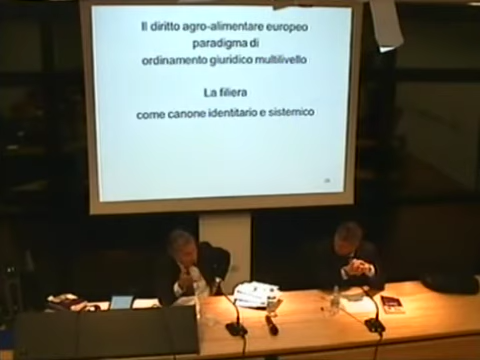 Il diritto agro-alimentare europeo
paradigma di
ordinamento giuridico multilivello
La filiera
come canone identitario e sistemico